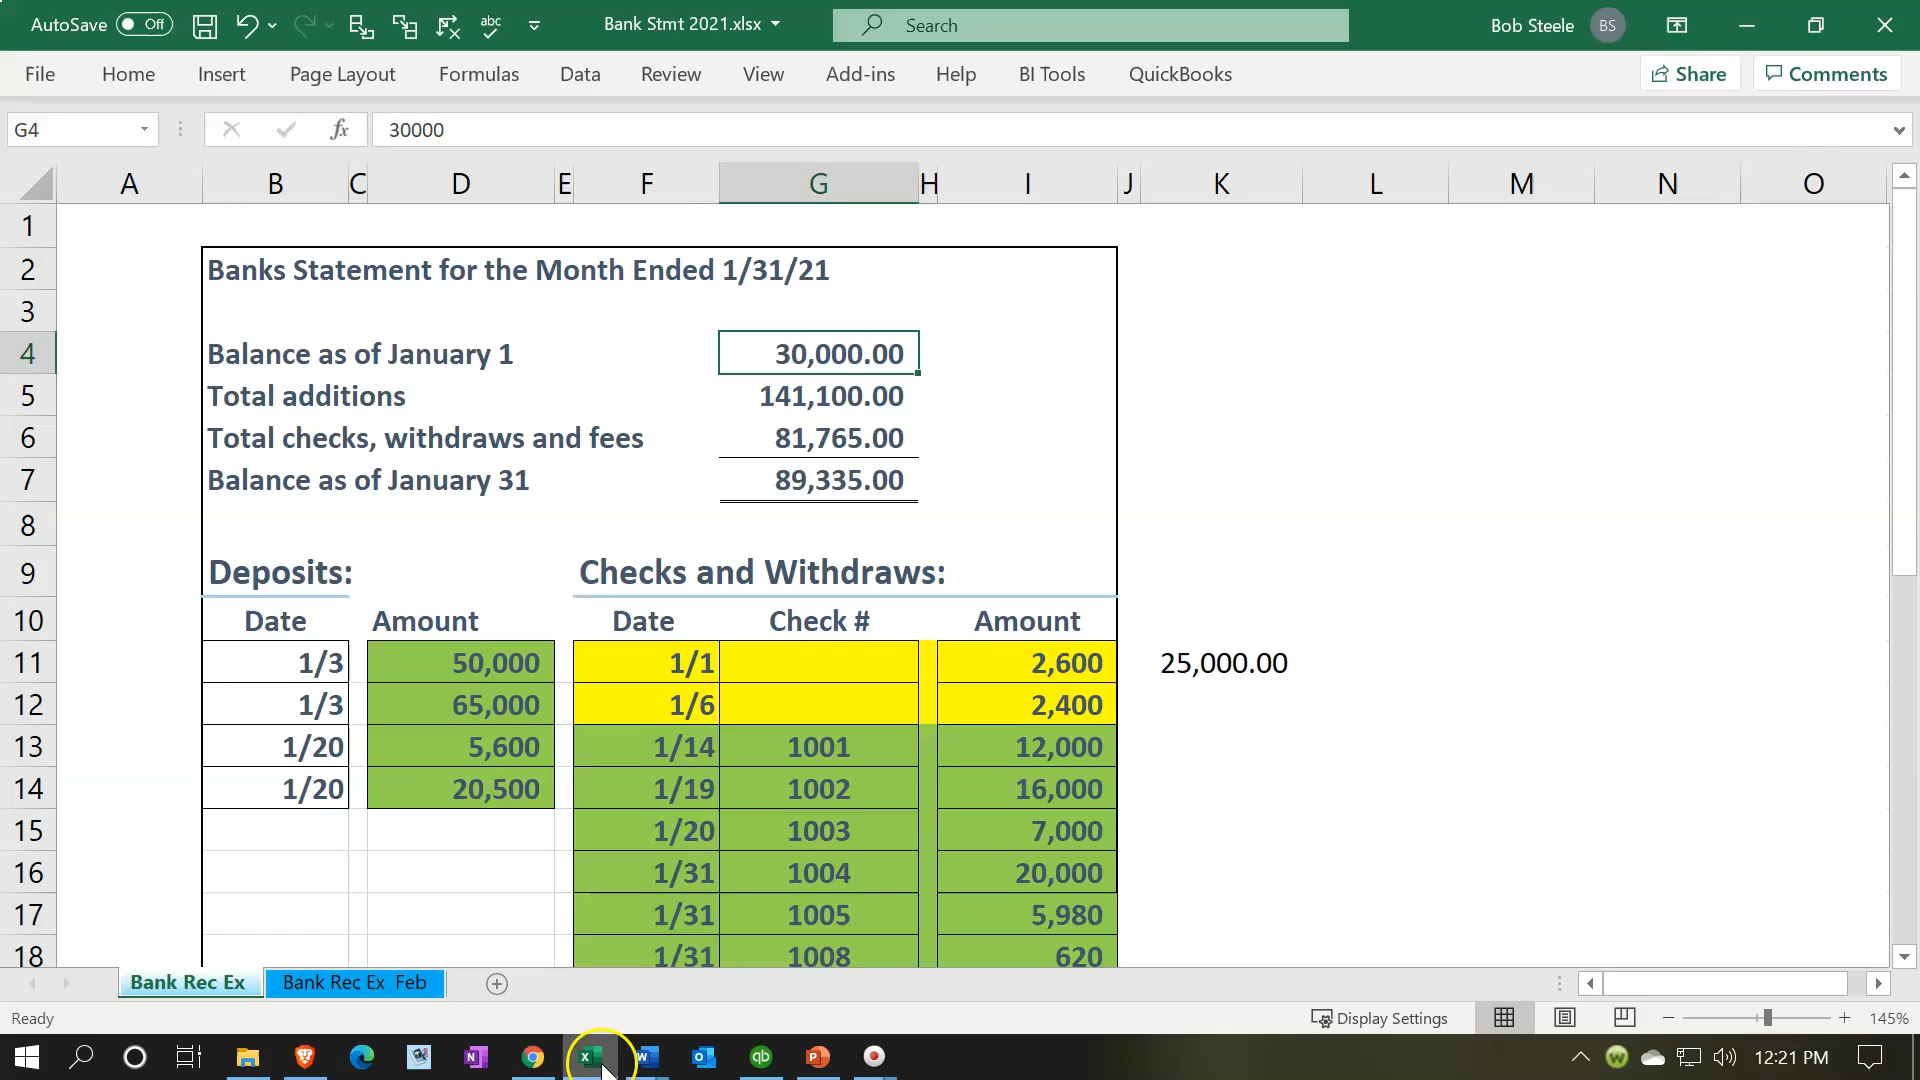 AutoSave Off abc Bank Stmt 2021.xlsx Search Bob Steele BS
File Home Insert Page Layout Formulas Data Review View Add-ins Help BI Tools QuickBooks Share Comments
G4 fx 30000
A B C D E F G H I J K L M N O
1
2 Banks Statement for the Month Ended 1/31/21
3
4 Balance as of January 1 30,000.00
5 Total additions 141,100.00
6 Total checks, withdraws and fees 81,765.00
7 Balance as of January 31 89,335.00
8
9 Deposits: Checks and Withdraws:
10 Date Amount Date Check # Amount
11 1/3 50,000 1/1 2,600 25,000.00
12 1/3 65,000 1/6 2,400
13 1/20 5,600 1/14 1001 12,000
14 1/20 20,500 1/19 1002 16,000
15 1/20 1003 7,000
16 1/31 1004 20,000
17 1/31 1005 5,980
18 1/31 1008 620
Bank Rec Ex Bank Rec Ex Feb
Ready Display Settings 145%
N X W O qb P W 12:21 PM